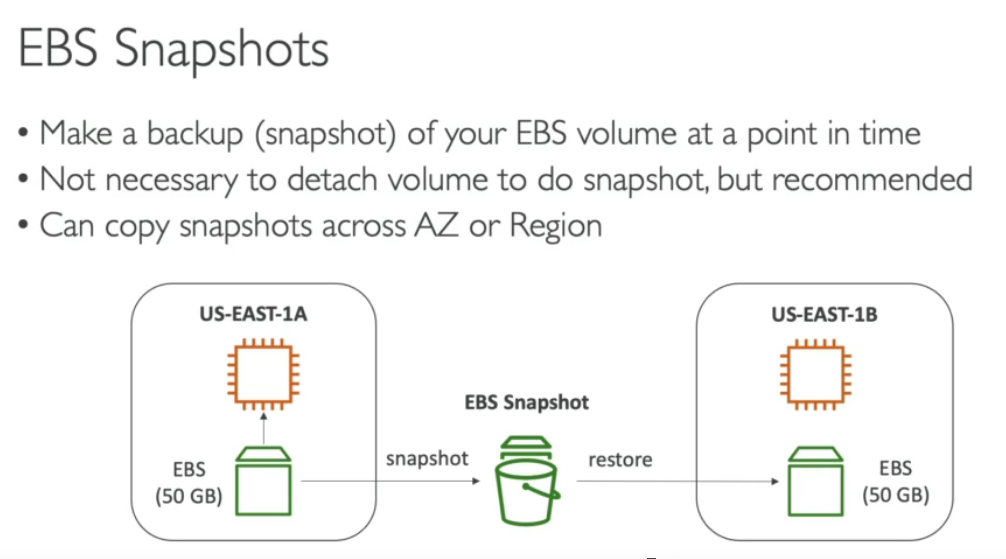 EBS Snapshots
• Make a backup (snapshot) of your EBS volume at a point in time
• Not necessary to detach volume to do snapshot, but recommended
• Can copy snapshots across AZ or Region
US-EAST-1A
US-EAST-1B
EBS Snapshot
snapshot
restore
EBS
(50 GB)
EBS
(50 GB)